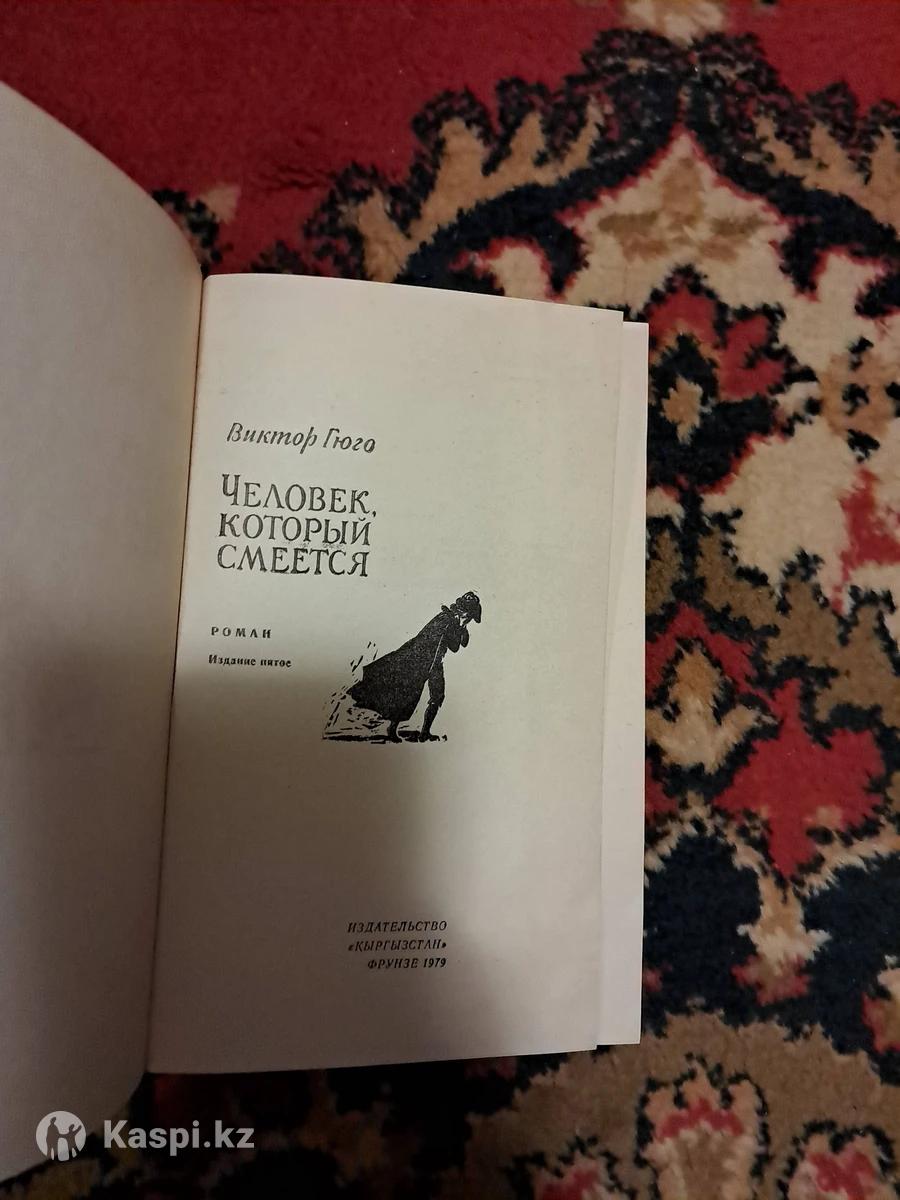 Виктор Гюго
ЧЕЛОВЕК,
КОТОРЫЙ
СМЕЕТСЯ
РОМАН
Издание пятое
ИЗДАТЕЛЬСТВО
«КЫРГЫЗСТАН»
ФРУНЗЕ 1979
Kaspi.kz